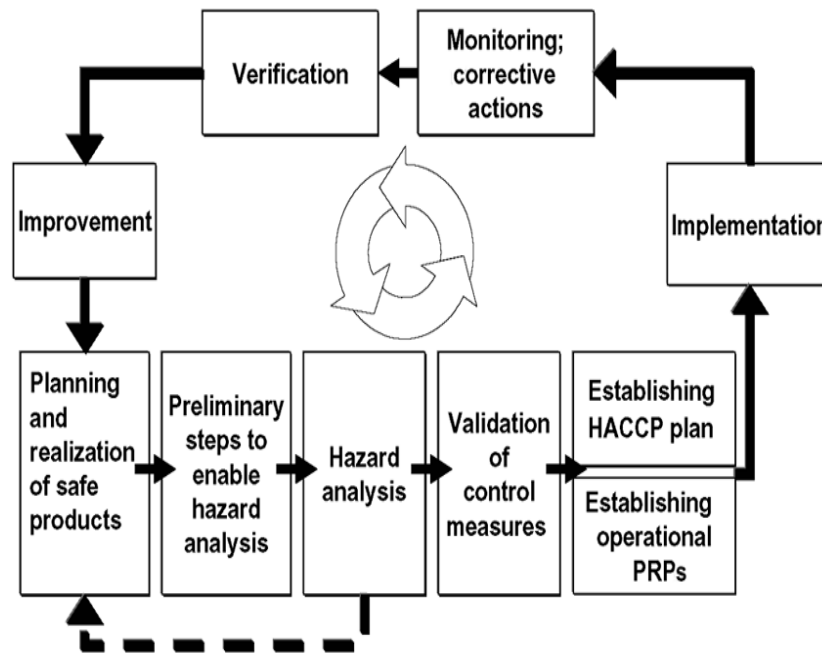 Verification
Monitoring;
corrective
actions
Improvement
Implementation
Planning
and
realization
of safe
products
Preliminary
steps to
enable
hazard
analysis
Hazard
analysis
Validation
of
control
measures
Establishing
HACCP plan
Establishing
operational
PRPs